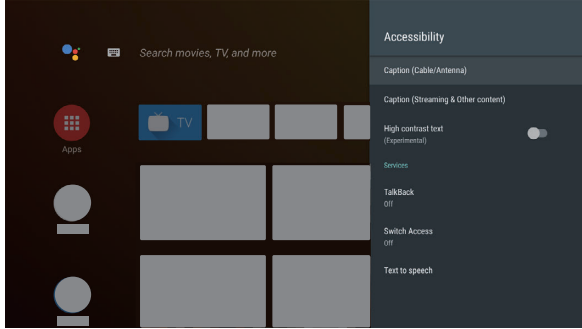 Search movies, TV, and more
TV
Apps
Accessibility
Caption (Cable/Antenna)
Caption (Streaming & Other content)
High contrast text
(Experimental)
Services
TalkBack
Off
Switch Access
Off
Text to speech